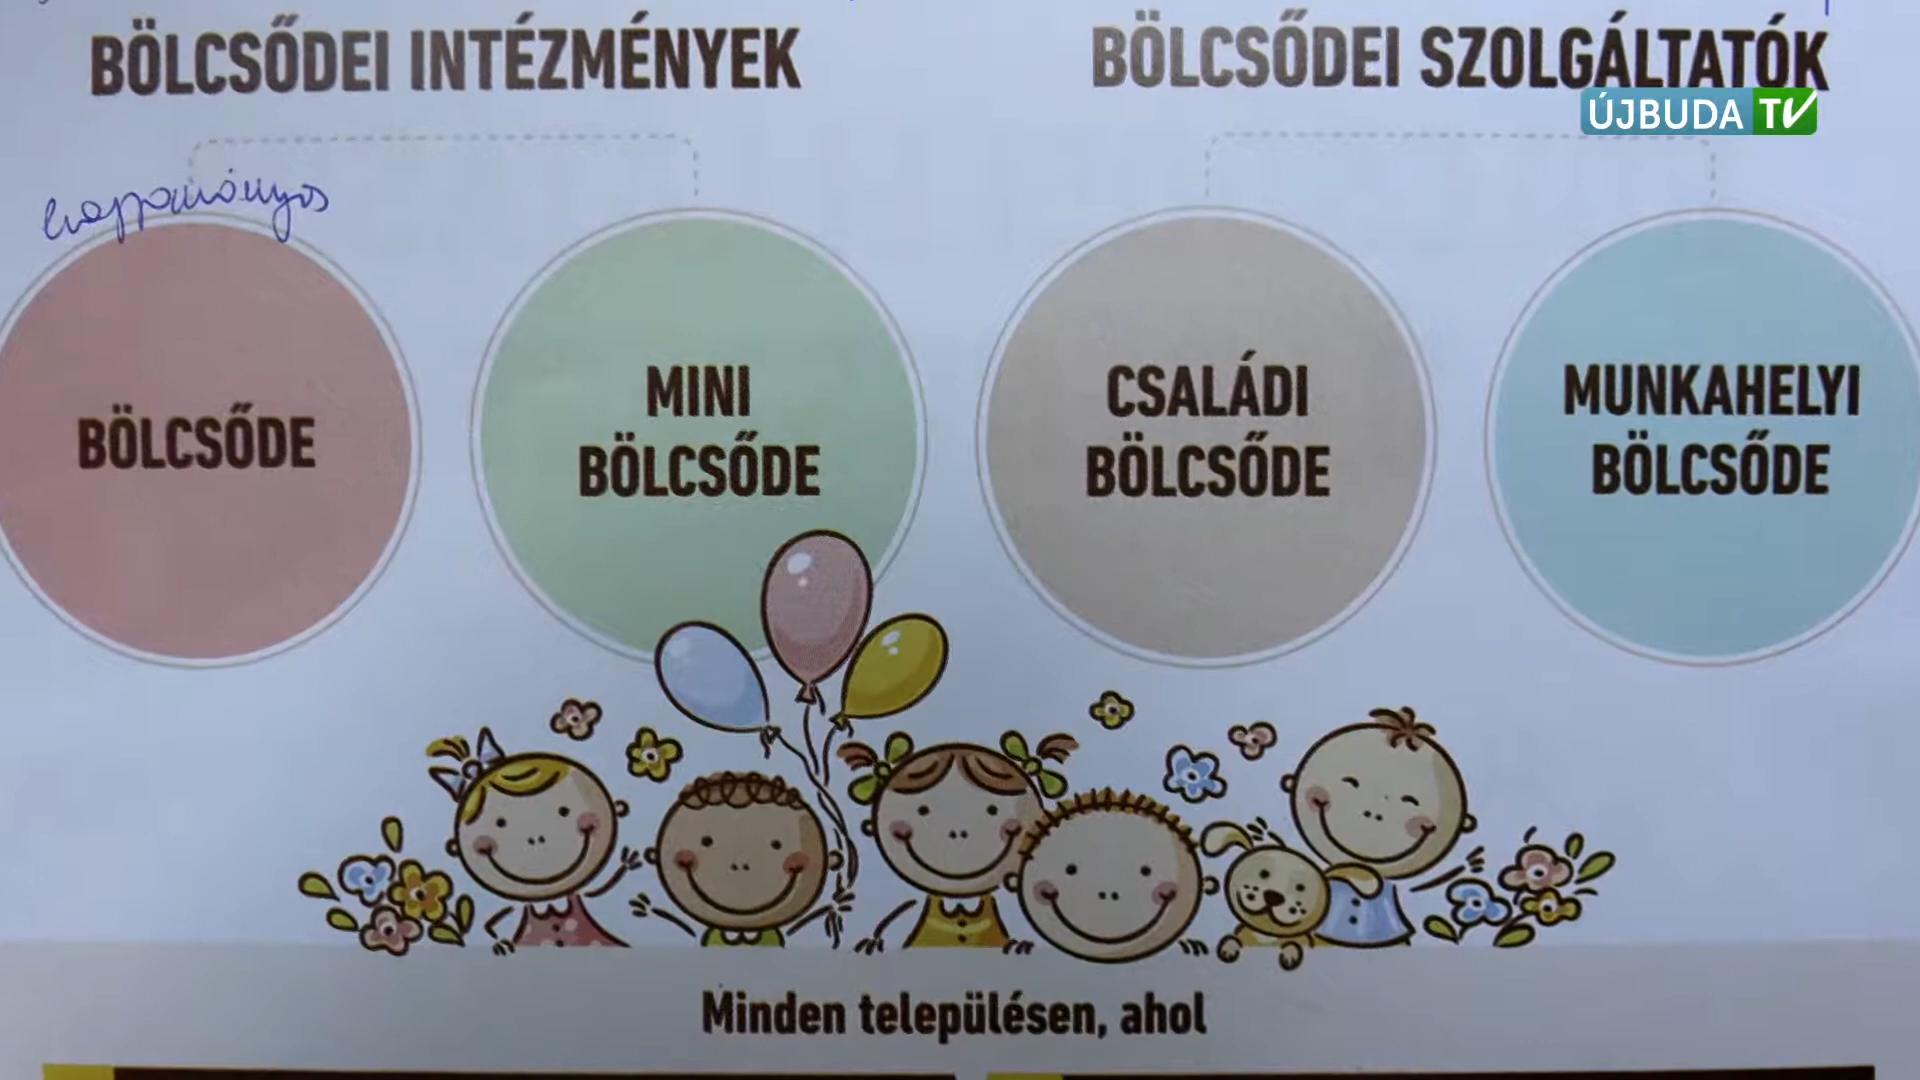 BÖLCSŐDEI INTÉZMÉNYEK
BÖLCSŐDEI SZOLGÁLTATÓK
ÚJBUDA TV
BÖLCSŐDE
MINI
BÖLCSŐDE
CSALÁDI
BÖLCSŐDE
MUNKAHELYI
BÖLCSŐDE
Minden településen, ahol